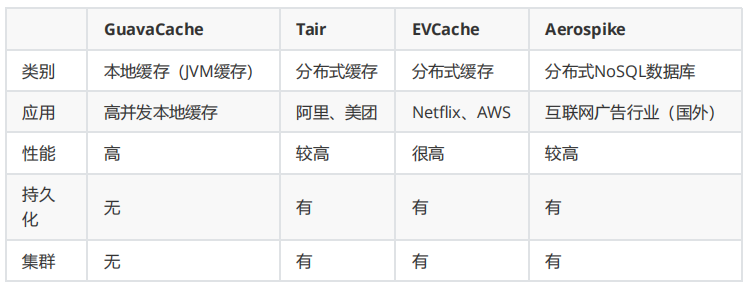 GuavaCache Tair EVCache Aerospike
类别 本地缓存（JVM缓存） 分布式缓存 分布式缓存 分布式NoSQL数据库
应用 高并发本地缓存 阿里、美团 Netflix、AWS 互联网广告行业（国外）
性能 高 较高 很高 较高
持久
化 无 有 有 有
集群 无 有 有 有